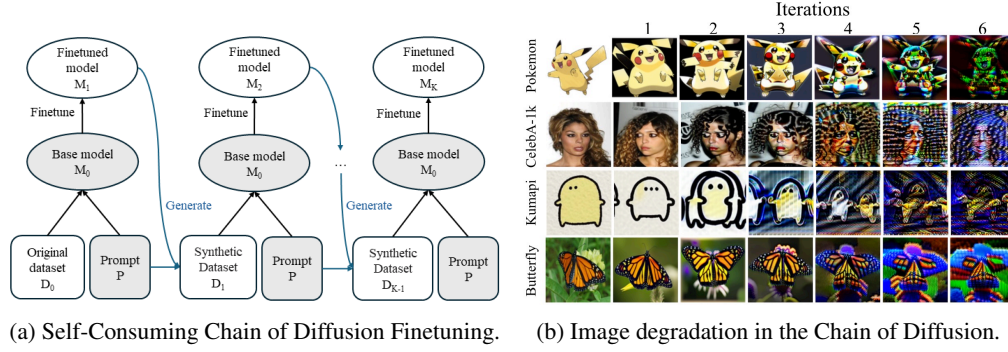 Finetuned
model
M₁
Finetune
Base model
M₀
Original
dataset
D₀
Prompt
P
Generate
Finetuned
model
M₂
Finetune
Base model
M₀
Synthetic
Dataset
D₁
Prompt
P
...
Generate
Finetuned
model
M_K
Finetune
Base model
M₀
Synthetic
Dataset
D_{K-1}
Prompt
P
(a) Self-Consuming Chain of Diffusion Finetuning.
Iterations
1 2 3 4 5 6
Pokemon
CelebA-1k
Kumapi
Butterfly
(b) Image degradation in the Chain of Diffusion.